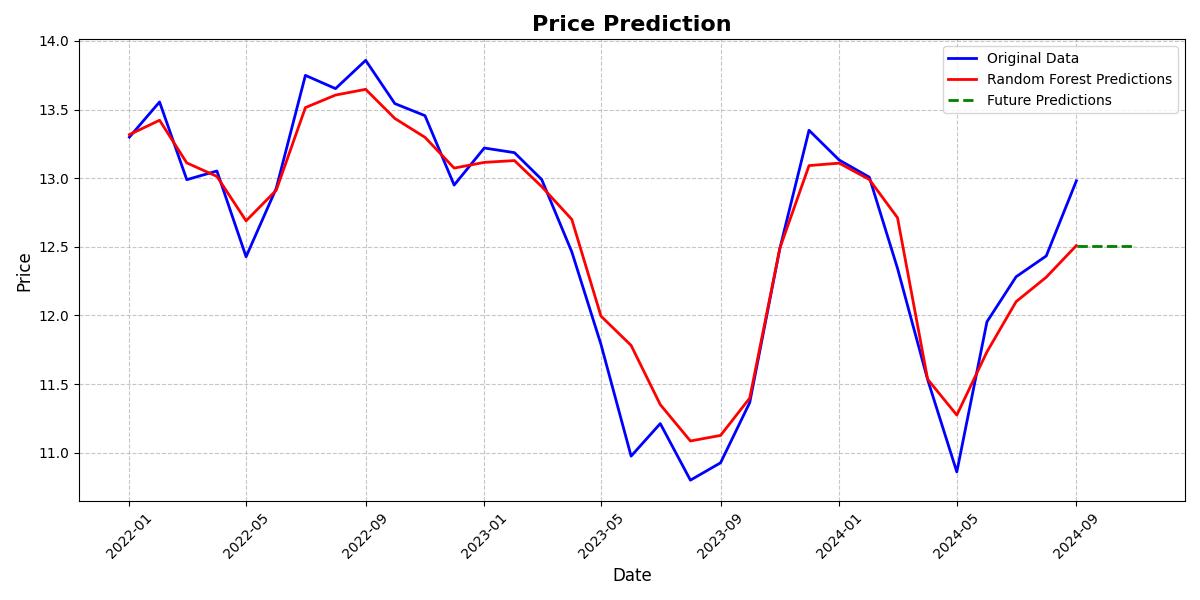 Price Prediction
Original Data
Random Forest Predictions
Future Predictions
Price
14.0
13.5
13.0
12.5
12.0
11.5
11.0
2022-01
2022-05
2022-09
2023-01
2023-05
2023-09
2024-01
2024-05
2024-09
Date